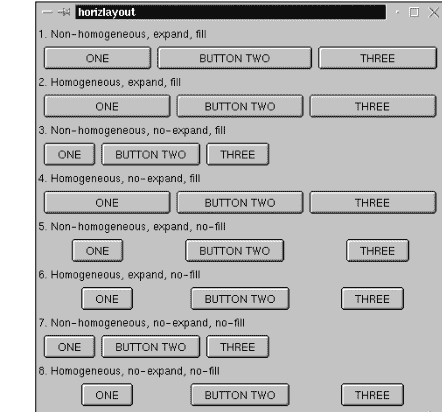 horizlayout
1. Non-homogeneous, expand, fill
ONE BUTTON TWO THREE
2. Homogeneous, expand, fill
ONE BUTTON TWO THREE
3. Non-homogeneous, no-expand, fill
ONE BUTTON TWO THREE
4. Homogeneous, no-expand, fill
ONE BUTTON TWO THREE
5. Non-homogeneous, expand, no-fill
ONE BUTTON TWO THREE
6. Homogeneous, expand, no-fill
ONE BUTTON TWO THREE
7. Non-homogeneous, no-expand, no-fill
ONE BUTTON TWO THREE
8. Homogeneous, no-expand, no-fill
ONE BUTTON TWO THREE